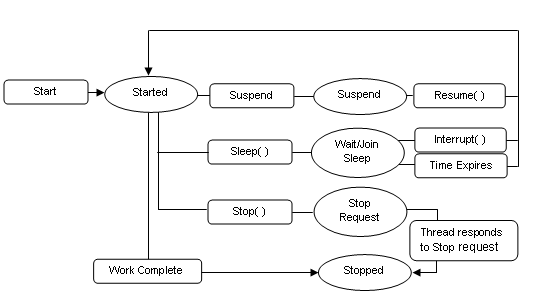 Start
Started
Suspend
Suspend
Resume( )
Sleep( )
Wait/Join
Sleep
Interrupt( )
Time Expires
Stop( )
Stop
Request
Thread responds
to Stop request
Work Complete
Stopped